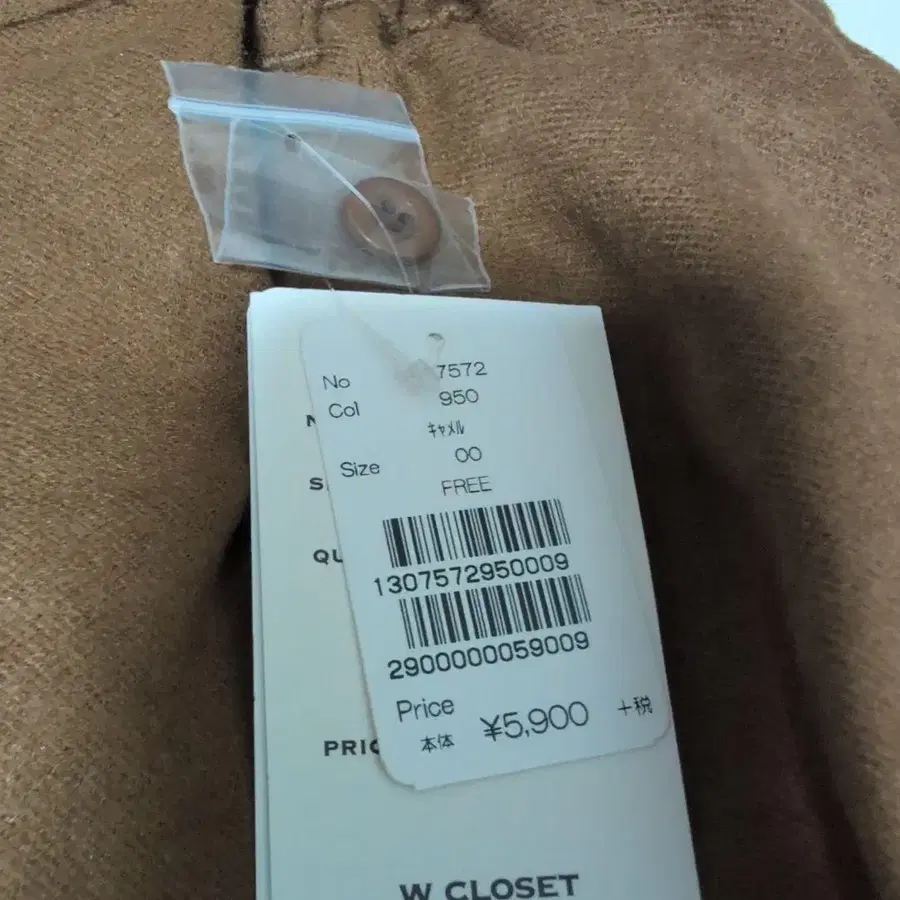 No 7572
Col 950
ｷｬﾒﾙ
Size 00
FREE
1307572950009
2900000059009
Price
本体 ¥5,900 +税
W CLOSET